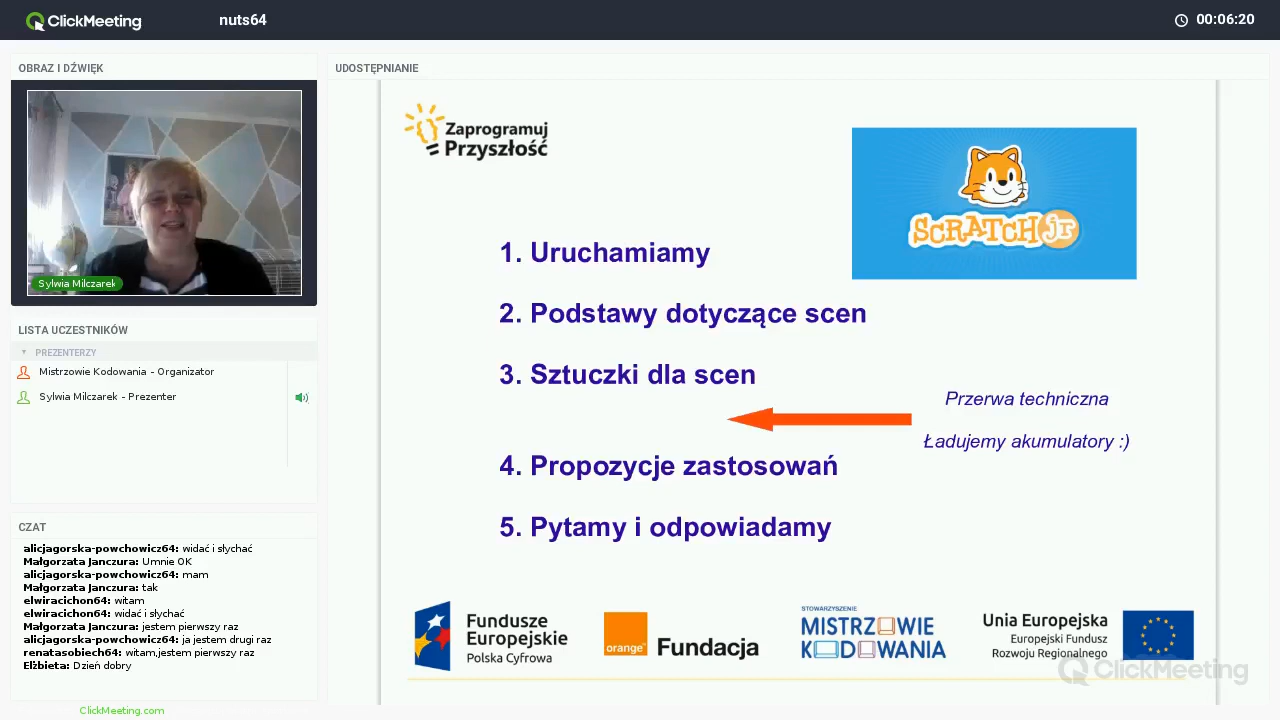 ClickMeeting
nuts64
00:06:20
OBRAZ I DŹWIĘK
Sylwia Milczarek
LISTA UCZESTNIKÓW
PREZENTERZY
Mistrzowie Kodowania - Organizator
Sylwia Milczarek - Prezenter
CZAT
alicjagorska-powchowicz64: widać i słychać
Małgorzata Janczura: Umnie OK
alicjagorska-powchowicz64: mam
Małgorzata Janczura: tak
elwiracichon64: witam
elwiracichon64: widać i słychać
Małgorzata Janczura: jestem pierwszy raz
alicjagorska-powchowicz64: ja jestem drugi raz
renatasobiech64: witam,jestem pierwszy raz
Elżbieta: Dzień dobry
ClickMeeting.com
UDOSTĘPNIANIE
Zaprogramuj
Przyszłość
SCRATCH jr
1. Uruchamiamy
2. Podstawy dotyczące scen
3. Sztuczki dla scen
Przerwa techniczna
Ładujemy akumulatory :)
4. Propozycje zastosowań
5. Pytamy i odpowiadamy
Fundusze
Europejskie
Polska Cyfrowa
orange™
Fundacja
STOWARZYSZENIE
MISTRZOWIE
KODOWANIA
Unia Europejska
Europejski Fundusz
Rozwoju Regionalnego
ClickMeeting